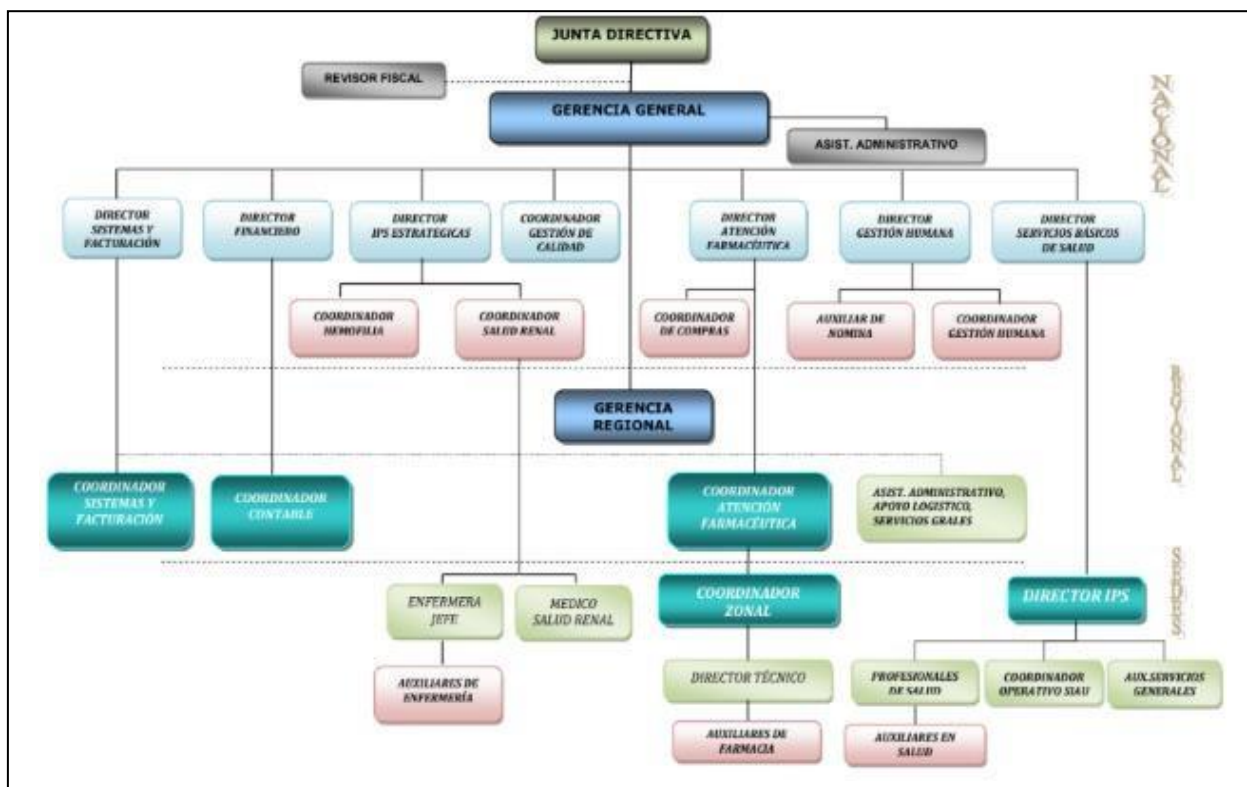 JUNTA DIRECTIVA
REVISOR FISCAL
GERENCIA GENERAL
ASIST. ADMINISTRATIVO
NACIONAL
DIRECTOR
SISTEMAS Y
FACTURACIÓN
DIRECTOR
FINANCIERO
DIRECTOR
IPS ESTRATEGICAS
COORDINADOR
GESTIÓN DE
CALIDAD
DIRECTOR
ATENCIÓN
FARMACÉUTICA
DIRECTOR
GESTIÓN HUMANA
DIRECTOR
SERVICIOS BÁSICOS
DE SALUD
COORDINADOR
HEMOFILIA
COORDINADOR
SALUD RENAL
COORDINADOR
DE COMPRAS
AUXILIAR DE
NOMINA
COORDINADOR
GESTIÓN HUMANA
GERENCIA
REGIONAL
REGIONAL
COORDINADOR
SISTEMAS Y
FACTURACIÓN
COORDINADOR
CONTABLE
COORDINADOR
ATENCIÓN
FARMACÉUTICA
ASIST. ADMINISTRATIVO,
APOYO LOGISTICO,
SERVICIOS GRALES
SEDES
ENFERMERA
JEFE
MEDICO
SALUD RENAL
COORDINADOR
ZONAL
DIRECTOR IPS
AUXILIARES DE
ENFERMERÍA
DIRECTOR TÉCNICO
PROFESIONALES
DE SALUD
COORDINADOR
OPERATIVO SIAU
AUX.SERVICIOS
GENERALES
AUXILIARES DE
FARMACIA
AUXILIARES EN
SALUD